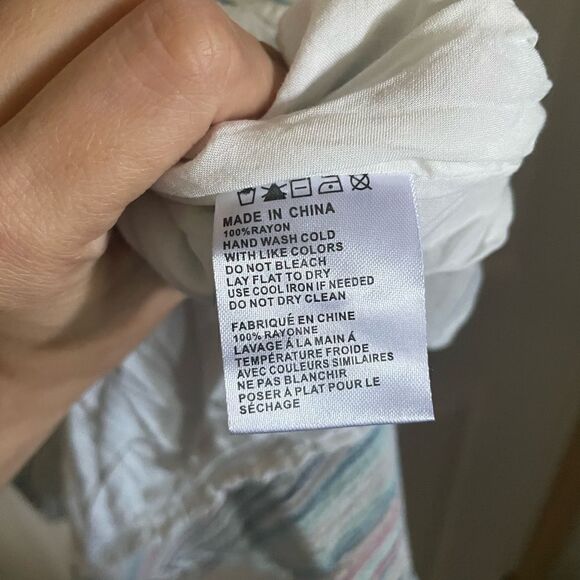 MADE IN CHINA
100%RAYON
HAND WASH COLD
WITH LIKE COLORS
DO NOT BLEACH
LAY FLAT TO DRY
USE COOL IRON IF NEEDED
DO NOT DRY CLEAN
FABRIQUÉ EN CHINE
100% RAYONNE
LAVAGE Á LA MAIN Á
TEMPÉRATURE FROIDE
AVEC COULEURS SIMILAIRES
NE PAS BLANCHIR
POSER Á PLAT POUR LE
SÉCHAGE